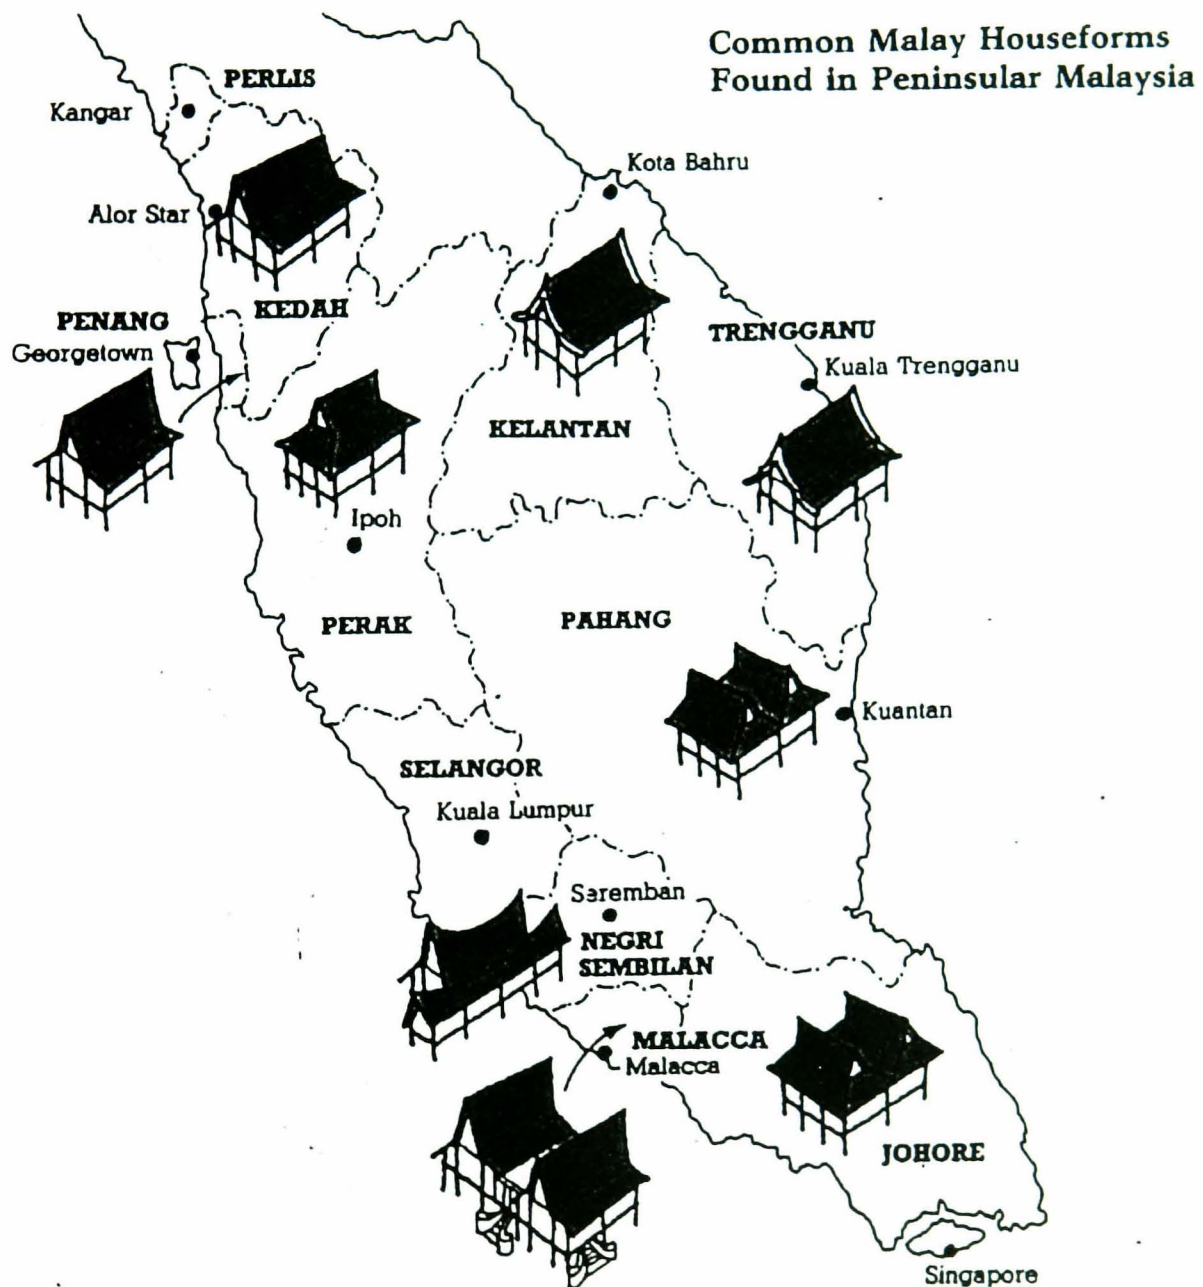 Common Malay Houseforms
Found in Peninsular Malaysia
PERLIS
Kangar
Kota Bahru
Alor Star
KEDAH
PENANG
Georgetown
TRENGGANU
Kuala Trengganu
KELANTAN
Ipoh
PERAK
PAHANG
Kuantan
SELANGOR
Kuala Lumpur
Seremban
NEGRI
SEMBILAN
MALACCA
Malacca
JOHORE
Singapore